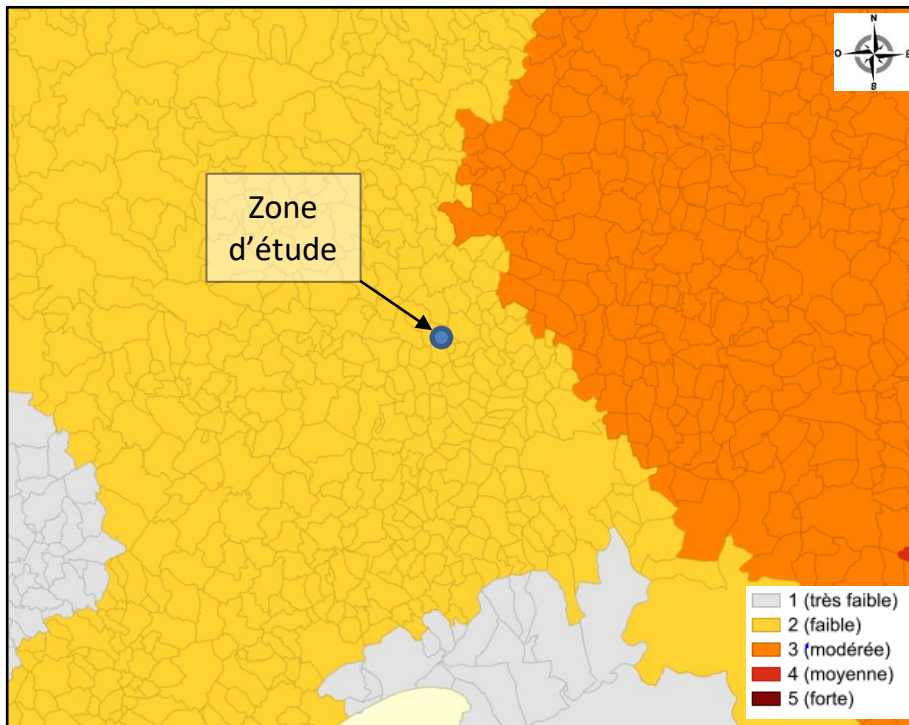 N
O
E
S
Zone
d'étude
1 (très faible)
2 (faible)
3 (modérée)
4 (moyenne)
5 (forte)